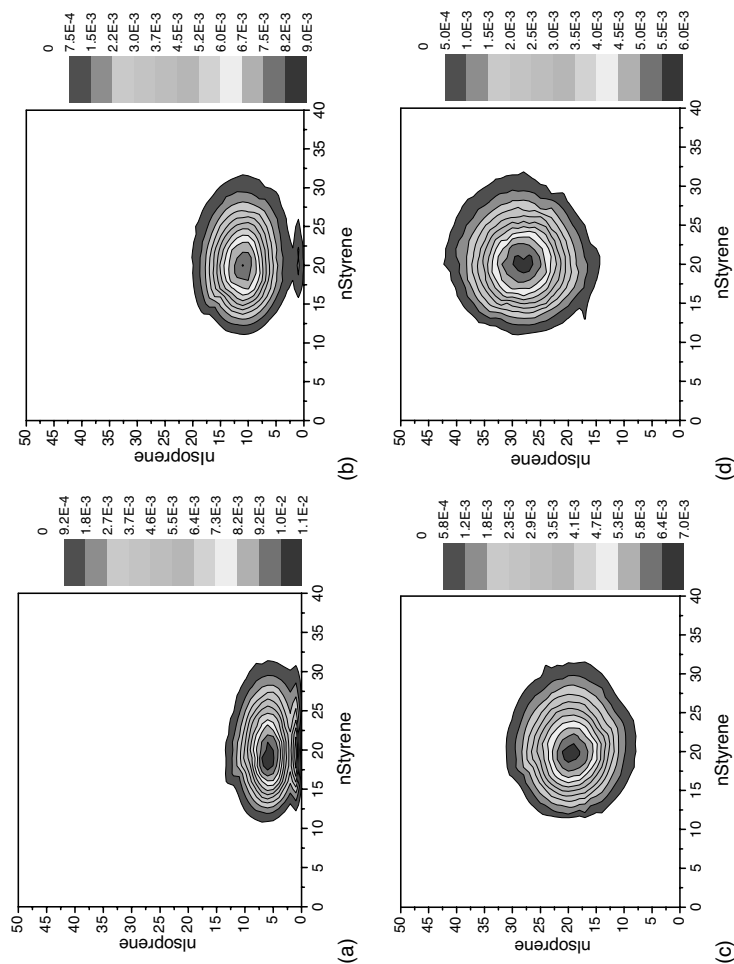 (a)
nIsoprene
50
45
40
35
30
25
20
15
10
5
0
0 5 10 15 20 25 30 35 40
nStyrene
0
9.2E-4
1.8E-3
2.7E-3
3.7E-3
4.6E-3
5.5E-3
6.4E-3
7.3E-3
8.2E-3
9.2E-3
1.0E-2
1.1E-2
(b)
nIsoprene
50
45
40
35
30
25
20
15
10
5
0
0 5 10 15 20 25 30 35 40
nStyrene
0
7.5E-4
1.5E-3
2.2E-3
3.0E-3
3.7E-3
4.5E-3
5.2E-3
6.0E-3
6.7E-3
7.5E-3
8.2E-3
9.0E-3
(c)
nIsoprene
50
45
40
35
30
25
20
15
10
5
0
0 5 10 15 20 25 30 35 40
nStyrene
0
5.8E-4
1.2E-3
1.8E-3
2.3E-3
2.9E-3
3.5E-3
4.1E-3
4.7E-3
5.3E-3
5.8E-3
6.4E-3
7.0E-3
(d)
nIsoprene
50
45
40
35
30
25
20
15
10
5
0
0 5 10 15 20 25 30 35 40
nStyrene
0
5.0E-4
1.0E-3
1.5E-3
2.0E-3
2.5E-3
4.0E-3
4.5E-3
5.5E-3
6.0E-3